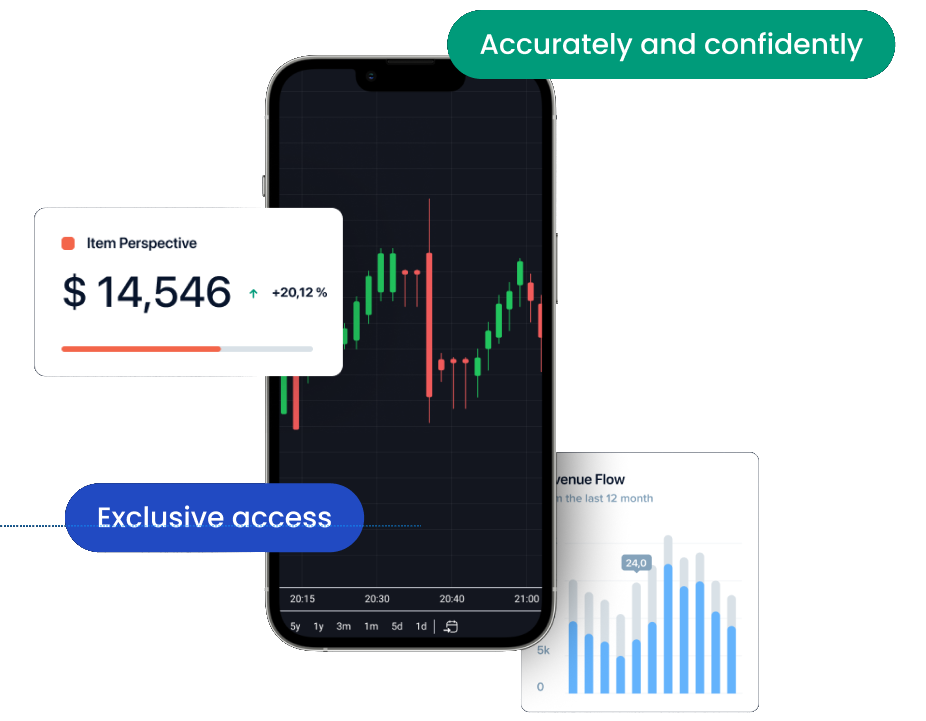 Accurately and confidently
Item Perspective
$ 14,546
+20,12 %
Exclusive access
venue Flow
n the last 12 month
24,0
5k
0
20:15 20:30 20:40 21:00
5y 1y 3m 1m 5d 1d